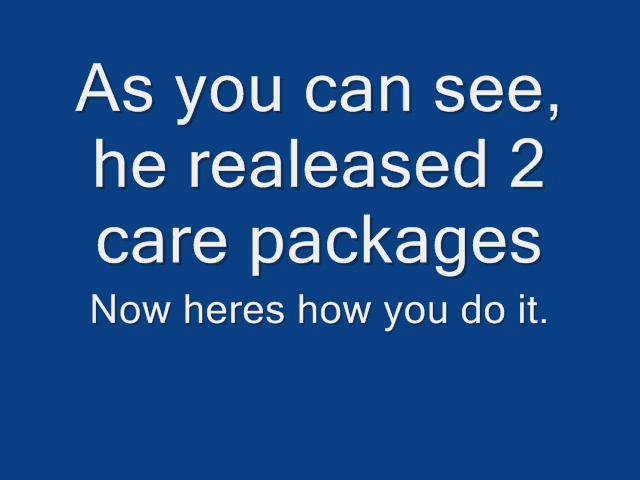 As you can see,
he realeased 2
care packages
Now heres how you do it.